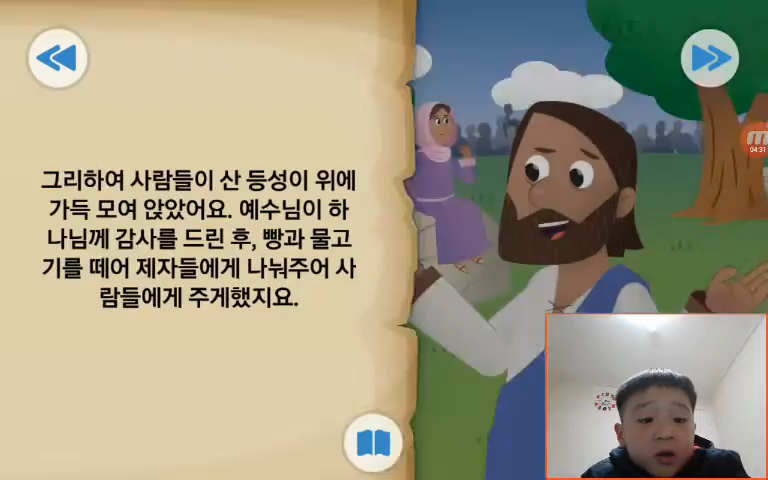 그리하여 사람들이 산 등성이 위에
가득 모여 앉았어요. 예수님이 하
나님께 감사를 드린 후, 빵과 물고
기를 떼어 제자들에게 나눠주어 사
람들에게 주게했지요.
M
04:31